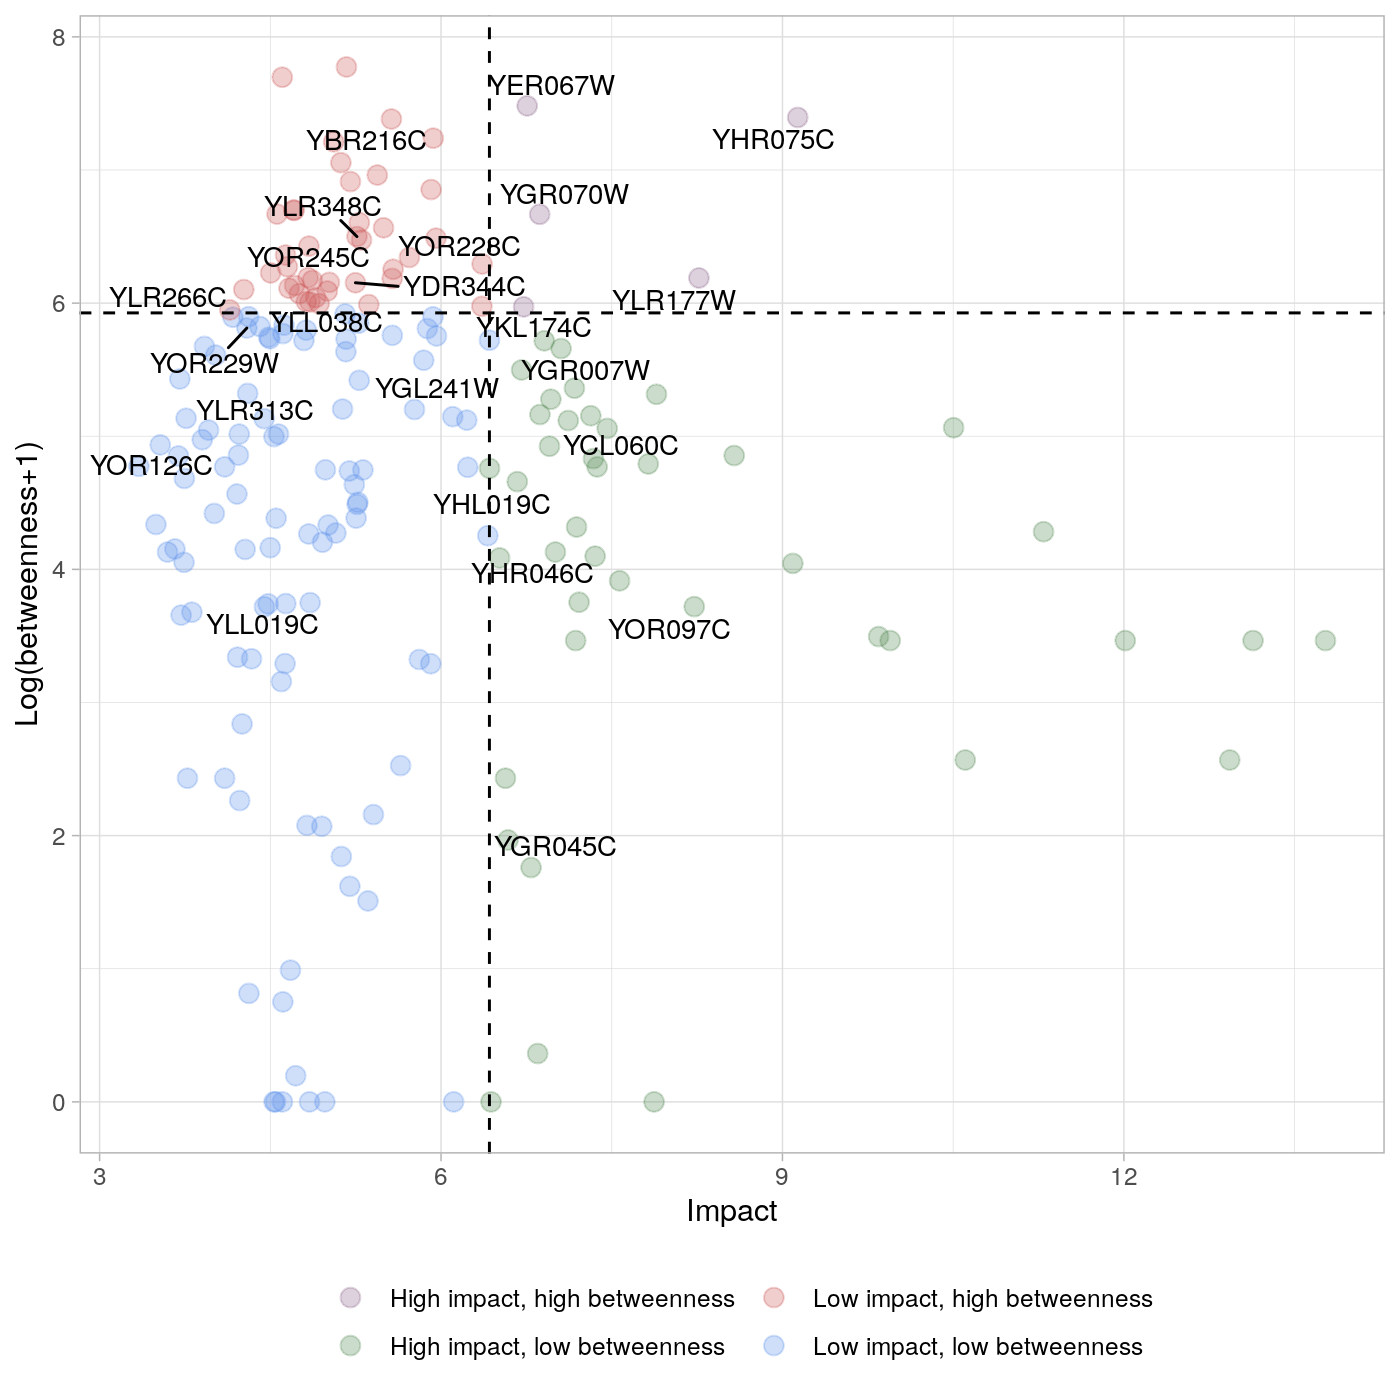 8
YER067W
YBR216C
YHR075C
YLR348C
YGR070W
YOR245C
YOR228C
YDR344C
YLR266C
YLR177W
6
YLL038C
YKL174C
YOR229W
YGR007W
YGL241W
YLR313C
YCL060C
YOR126C
YHL019C
4
YHR046C
YLL019C
YOR097C
2
YGR045C
0
Log(betweenness+1)
3 6 9 12
Impact
High impact, high betweenness
Low impact, high betweenness
High impact, low betweenness
Low impact, low betweenness